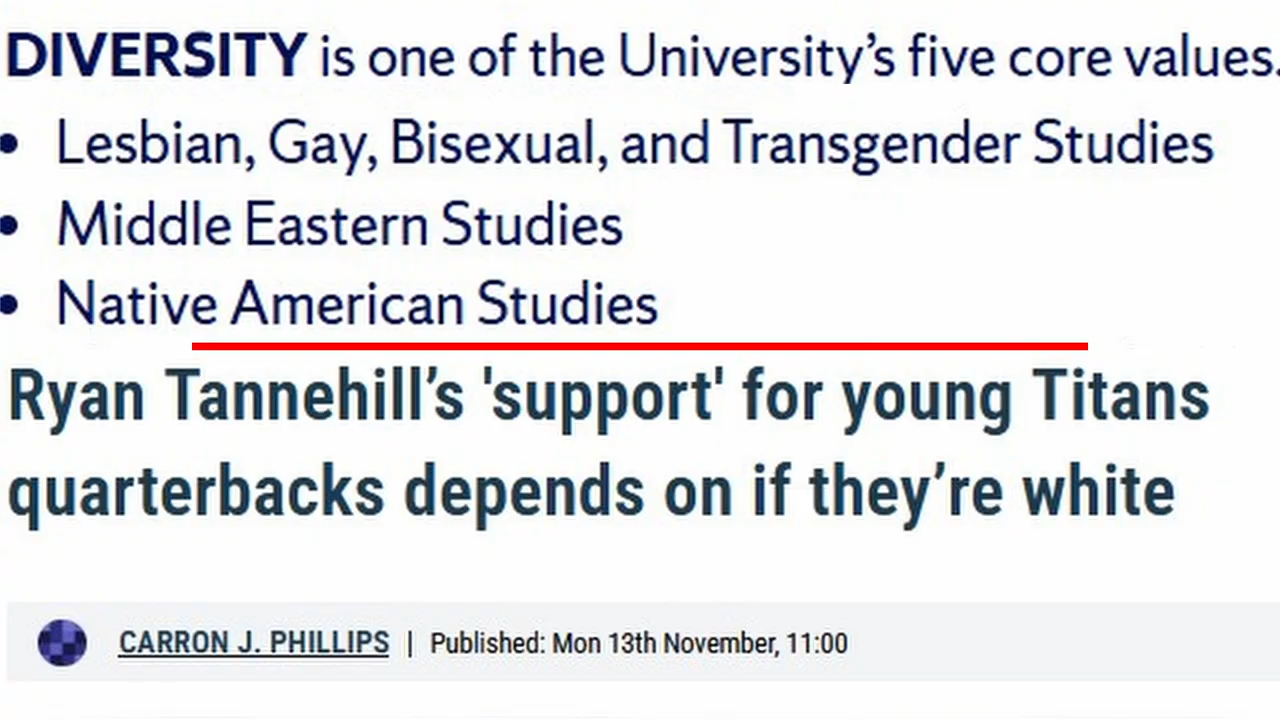 DIVERSITY is one of the University’s five core values.
• Lesbian, Gay, Bisexual, and Transgender Studies
• Middle Eastern Studies
• Native American Studies
Ryan Tannehill’s 'support' for young Titans
quarterbacks depends on if they’re white
CARRON J. PHILLIPS | Published: Mon 13th November, 11:00